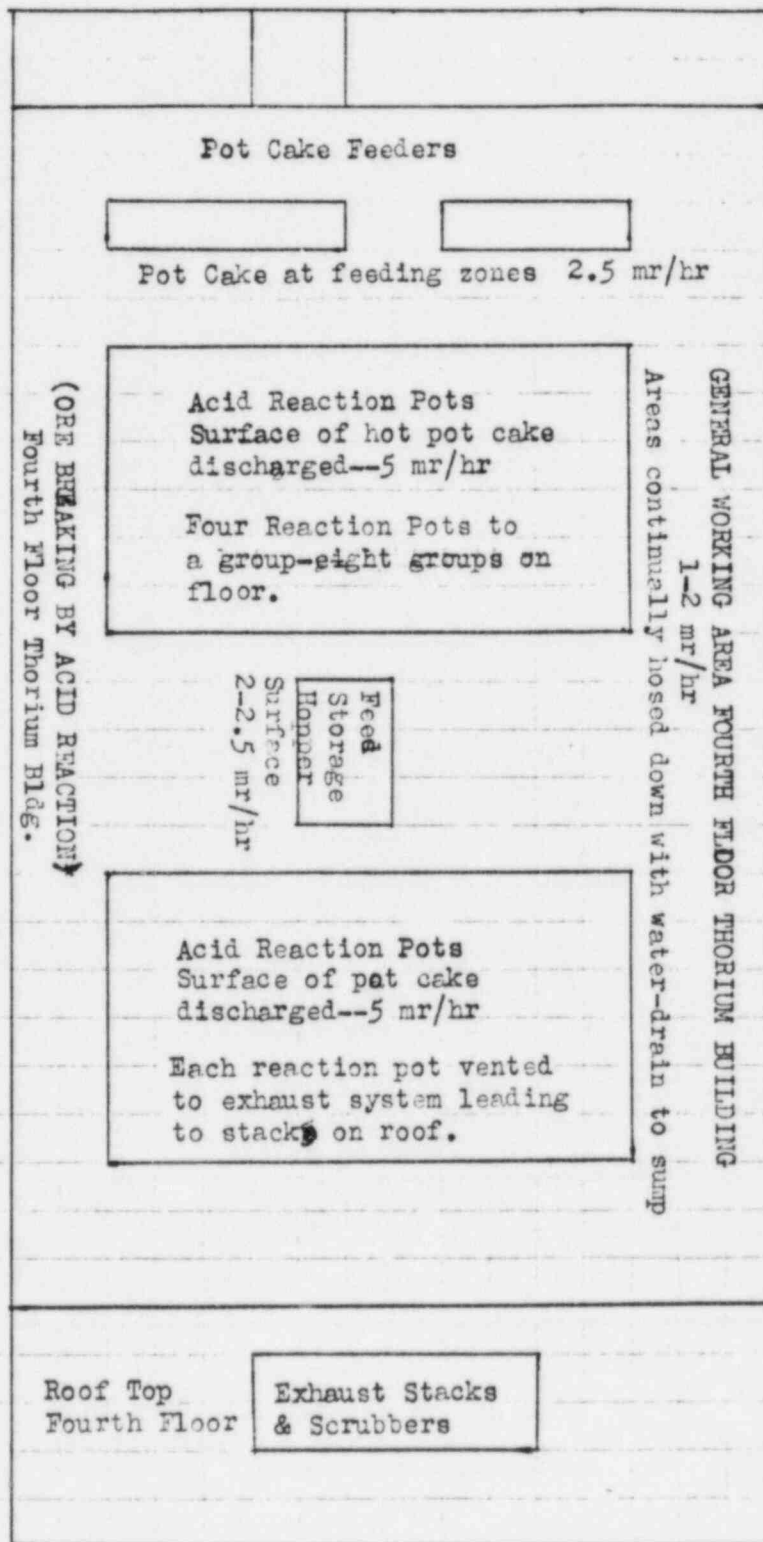 Pot Cake Feeders
Pot Cake at feeding zones 2.5 mr/hr
Acid Reaction Pots
Surface of hot pot cake
discharged--5 mr/hr
Four Reaction Pots to
a group-eight groups on
floor.
GENERAL WORKING AREA FOURTH FLOOR THORIUM BUILDING
1-2 mr/hr
Areas continually hosed down with water-drain to sump
(ORE BREAKING BY ACID REACTION)
Fourth Floor Thorium Bldg.
Feed
Storage
Hopper
Surface
2-2.5 mr/hr
Acid Reaction Pots
Surface of pot cake
discharged--5 mr/hr
Each reaction pot vented
to exhaust system leading
to stack on roof.
Roof Top
Fourth Floor
Exhaust Stacks
& Scrubbers